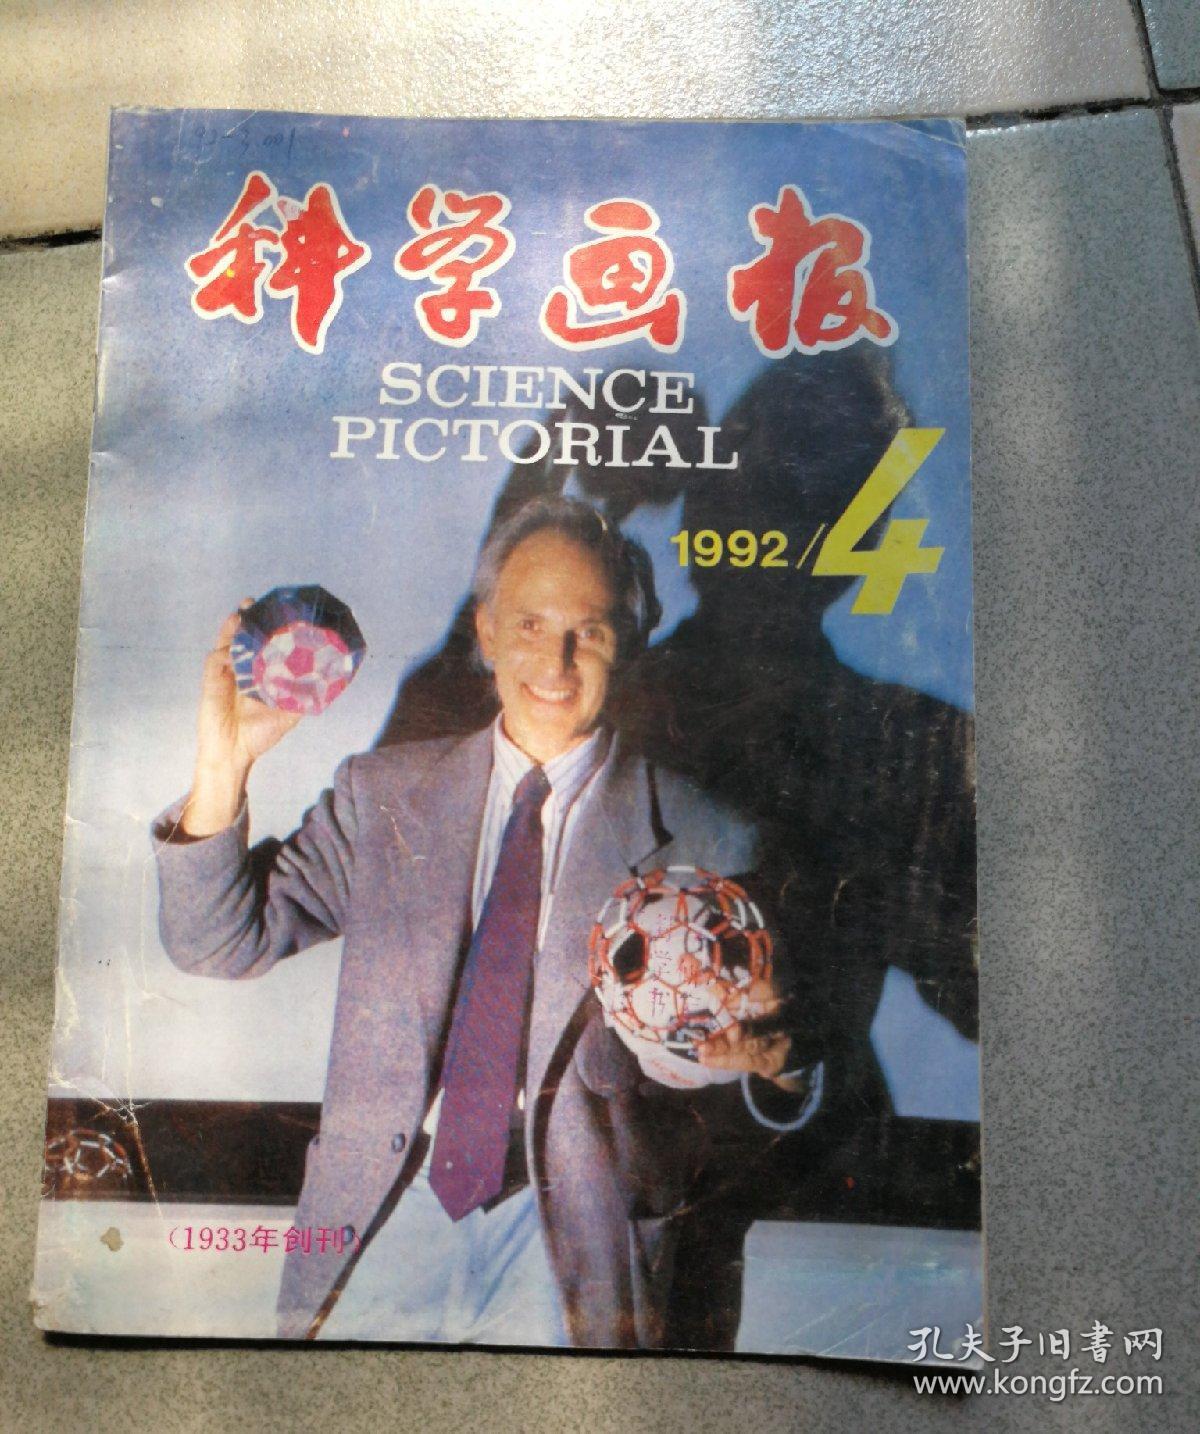 科学画报
SCIENCE
PICTORIAL
1992/4
(1933年创刊)
孔夫子旧书网
www.kongfz.com